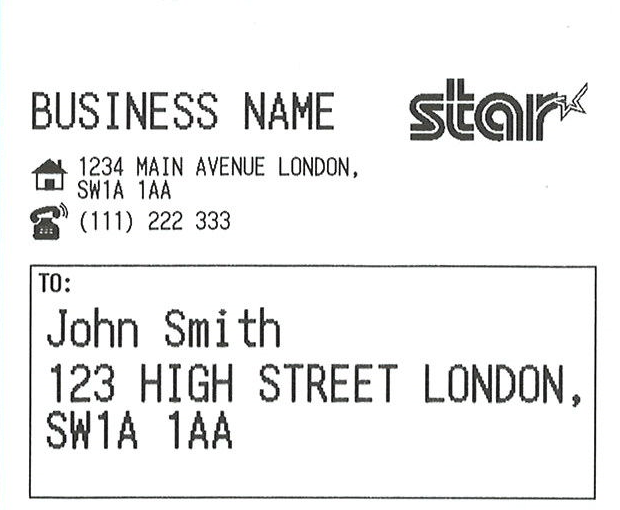 BUSINESS NAME
star
1234 MAIN AVENUE LONDON,
SW1A 1AA
(111) 222 333
TO:
John Smith
123 HIGH STREET LONDON,
SW1A 1AA